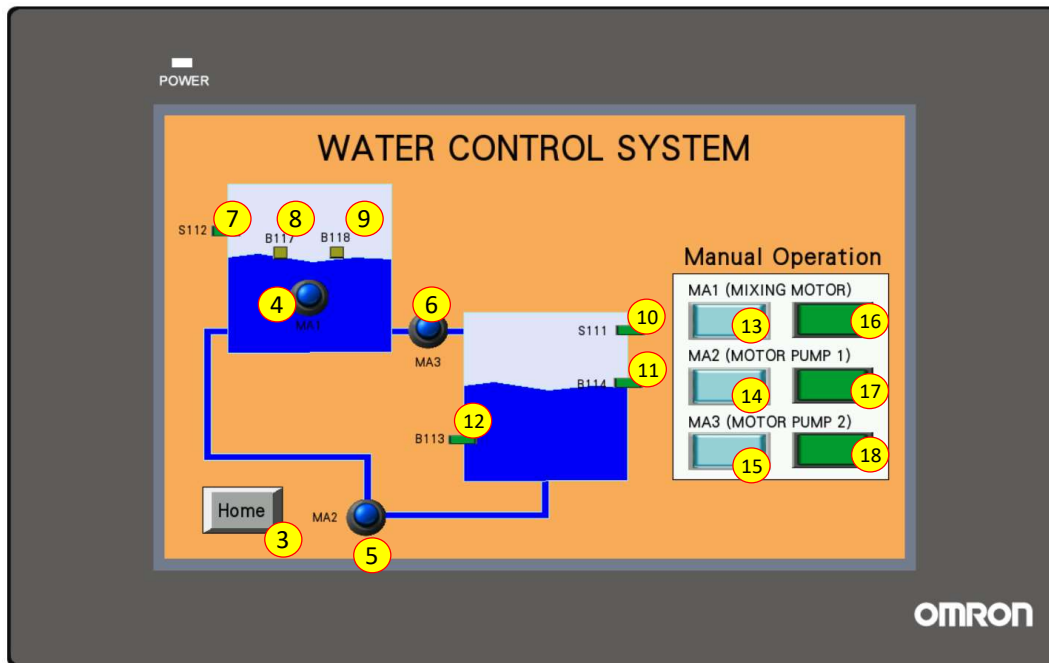 POWER
WATER CONTROL SYSTEM
7
8
9
S112
B117
B118
Manual Operation
4
6
MA1 (MIXING MOTOR)
MA1
S111
10
13
16
MA3
MA2 (MOTOR PUMP 1)
B114
11
14
17
12
MA3 (MOTOR PUMP 2)
B113
15
18
Home
MA2
3
5
OMRON